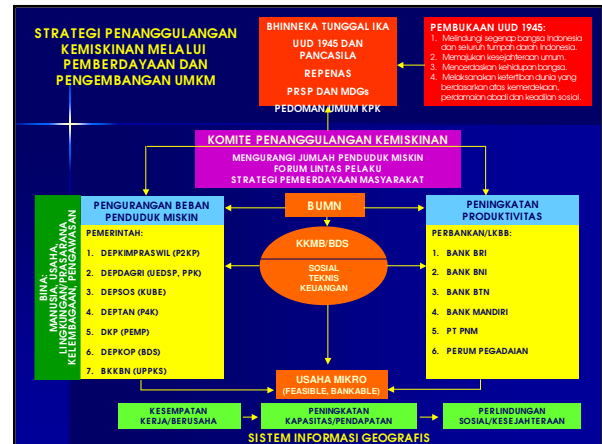 STRATEGI PENANGGULANGAN
KEMISKINAN MELALUI
PEMBERDAYAAN DAN
PENGEMBANGAN UMKM
BHINNEKA TUNGGAL IKA
UUD 1945 DAN
PANCASILA
REPENAS
PRSP DAN MDGs
PEDOMAN UMUM KPK
PEMBUKAAN UUD 1945:
1. Melindungi segenap bangsa Indonesia
dan seluruh tumpah darah Indonesia.
2. Memajukan kesejahteraan umum.
3. Mencerdaskan kehidupan bangsa.
4. Melaksanakan ketertiban dunia yang
berdasarkan atas kemerdekaan,
perdamaian abadi dan keadilan sosial.
KOMITE PENANGGULANGAN KEMISKINAN
MENGURANGI JUMLAH PENDUDUK MISKIN
FORUM LINTAS PELAKU
STRATEGI PEMBERDAYAAN MASYARAKAT
BINA:
MANUSIA, USAHA,
LINGKUNGAN/PRASARANA
KELEMBAGAAN, PENGAWASAN
PENGURANGAN BEBAN
PENDUDUK MISKIN
PEMERINTAH:
1. DEPKIMPRASWIL (P2KP)
2. DEPDAGRI (UEDSP, PPK)
3. DEPSOS (KUBE)
4. DEPTAN (P4K)
5. DKP (PEMP)
6. DEPKOP (BDS)
7. BKKBN (UPPKS)
BUMN
KKMB/BDS
SOSIAL
TEKNIS
KEUANGAN
PENINGKATAN
PRODUKTIVITAS
PERBANKAN/LKBB:
1. BANK BRI
2. BANK BNI
3. BANK BTN
4. BANK MANDIRI
5. PT PNM
6. PERUM PEGADAIAN
USAHA MIKRO
(FEASIBLE, BANKABLE)
KESEMPATAN
KERJA/BERUSAHA
PENINGKATAN
KAPASITAS/PENDAPATAN
PERLINDUNGAN
SOSIAL/KESEJAHTERAAN
SISTEM INFORMASI GEOGRAFIS